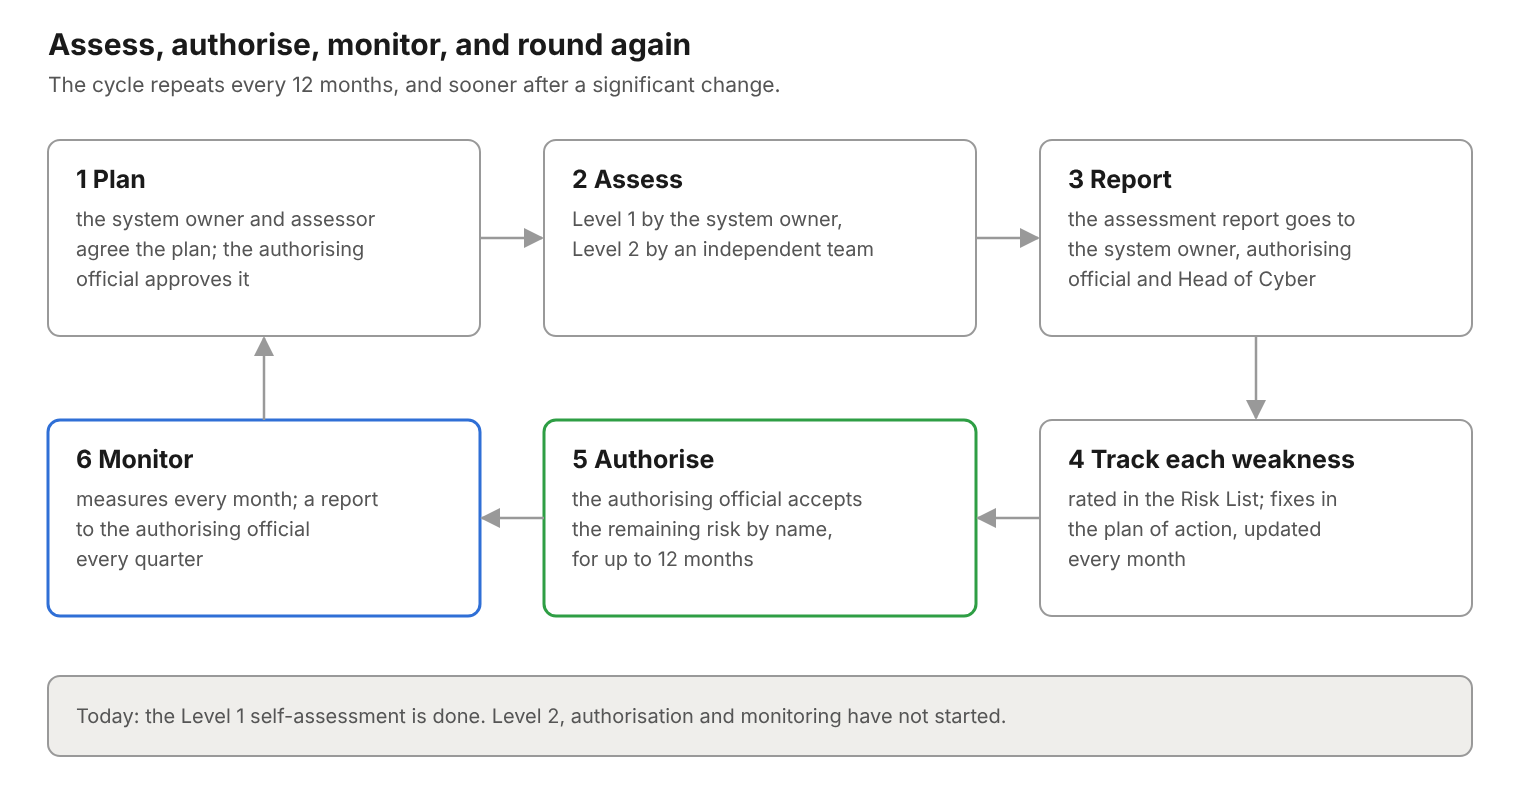 Assess, authorise, monitor, and round again
The cycle repeats every 12 months, and sooner after a significant change.
1 Plan
the system owner and assessor
agree the plan; the authorising
official approves it
2 Assess
Level 1 by the system owner,
Level 2 by an independent team
3 Report
the assessment report goes to
the system owner, authorising
official and Head of Cyber
4 Track each weakness
rated in the Risk List; fixes in
the plan of action, updated
every month
5 Authorise
the authorising official accepts
the remaining risk by name,
for up to 12 months
6 Monitor
measures every month; a report
to the authorising official
every quarter
Today: the Level 1 self-assessment is done. Level 2, authorisation and monitoring have not started.